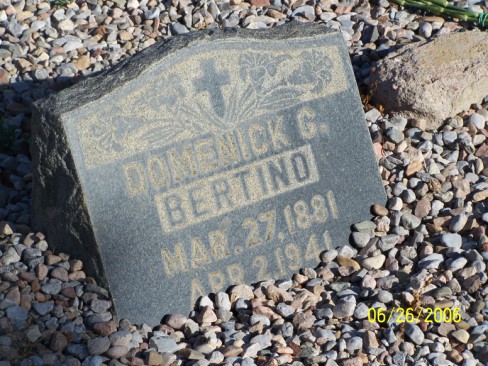 DOMENICK G.
BERTINO
MAR. 27, 1881
APR 2, 1941
06/26/2006